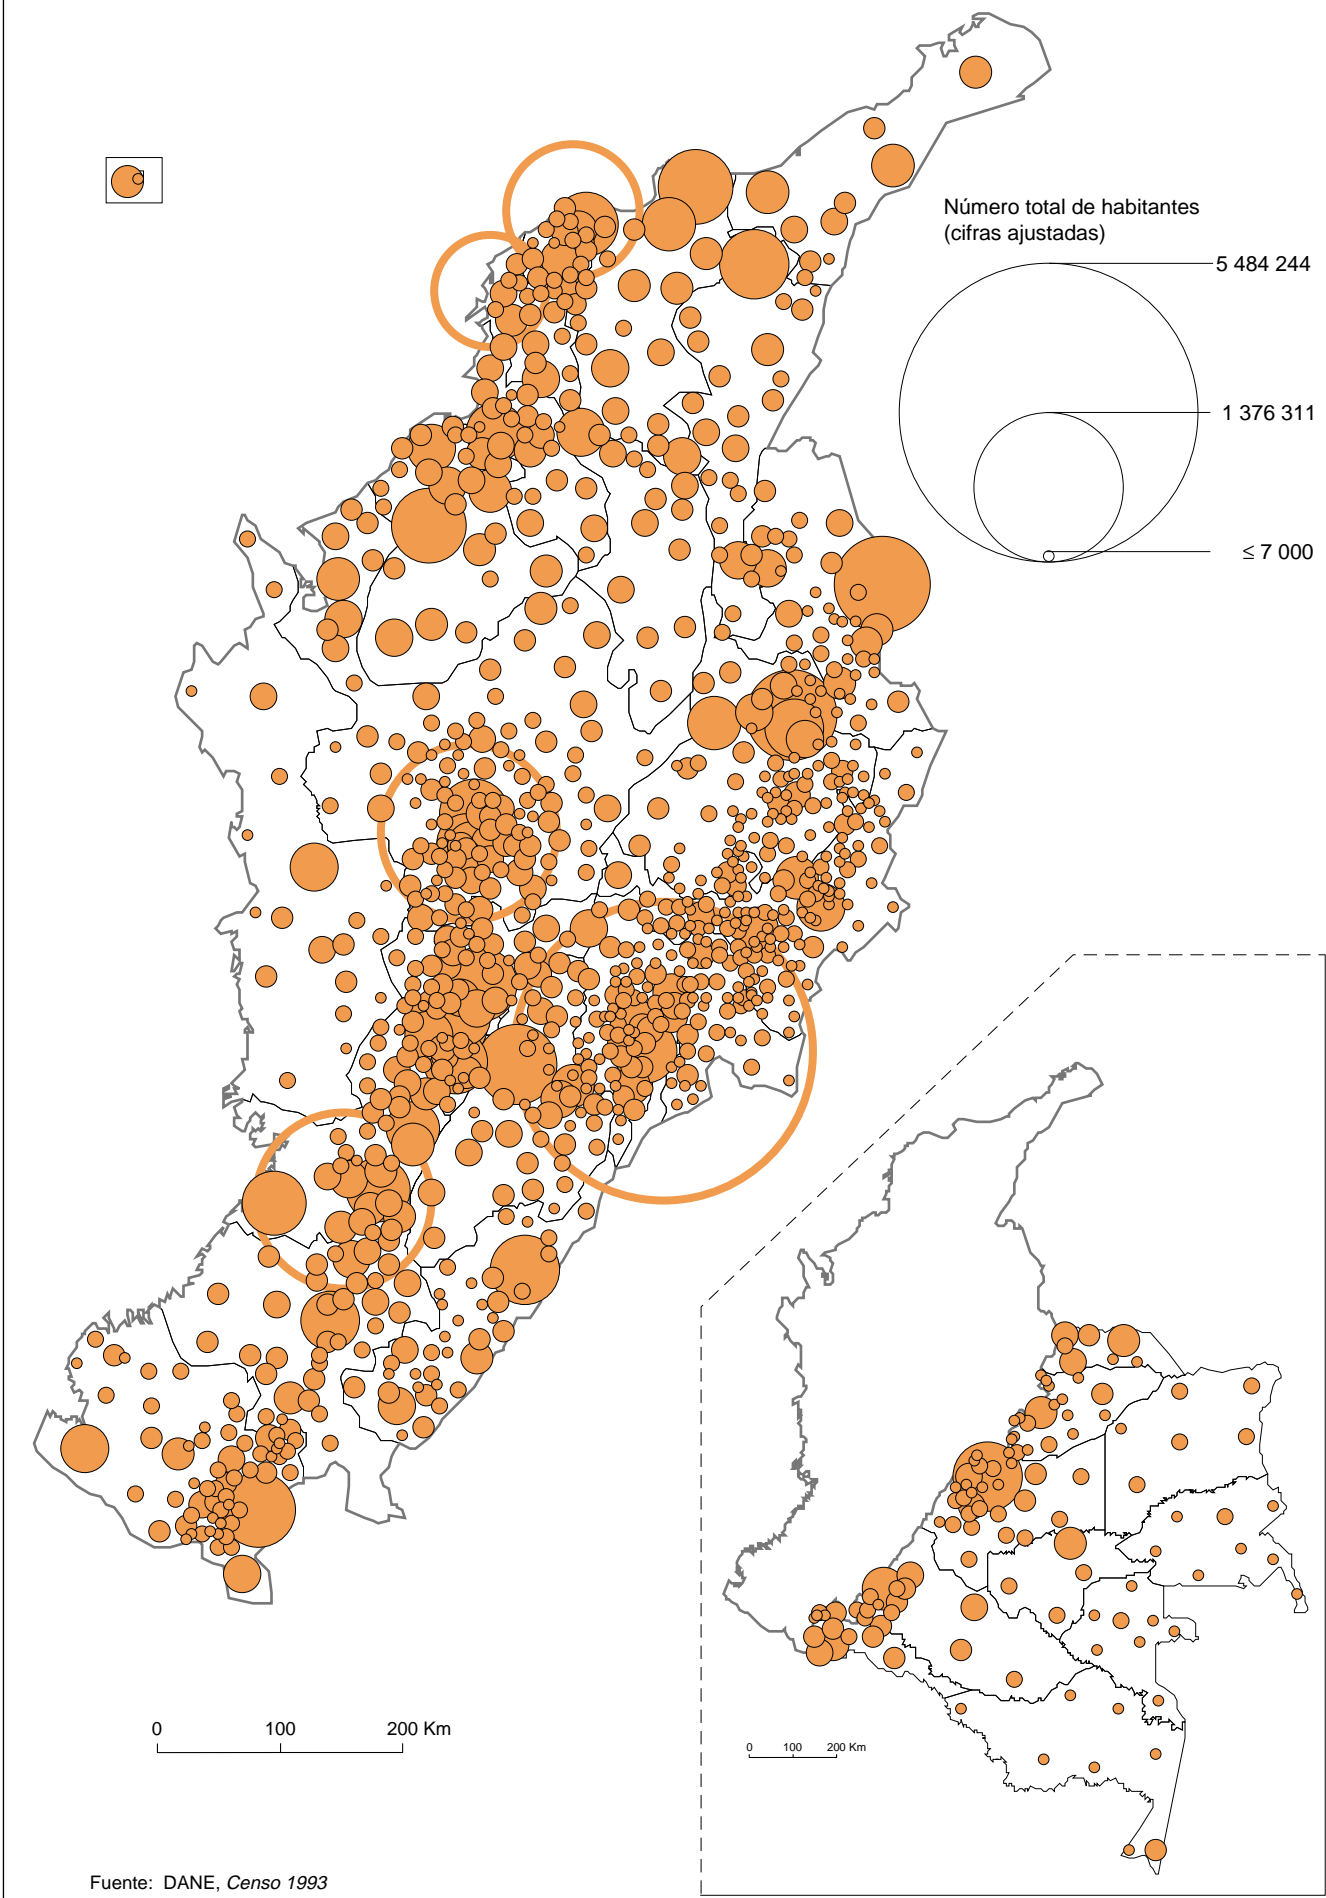 Número total de habitantes
(cifras ajustadas)
5 484 244
1 376 311
≤ 7 000
0 100 200 Km
0 100 200 Km
Fuente: DANE, Censo 1993